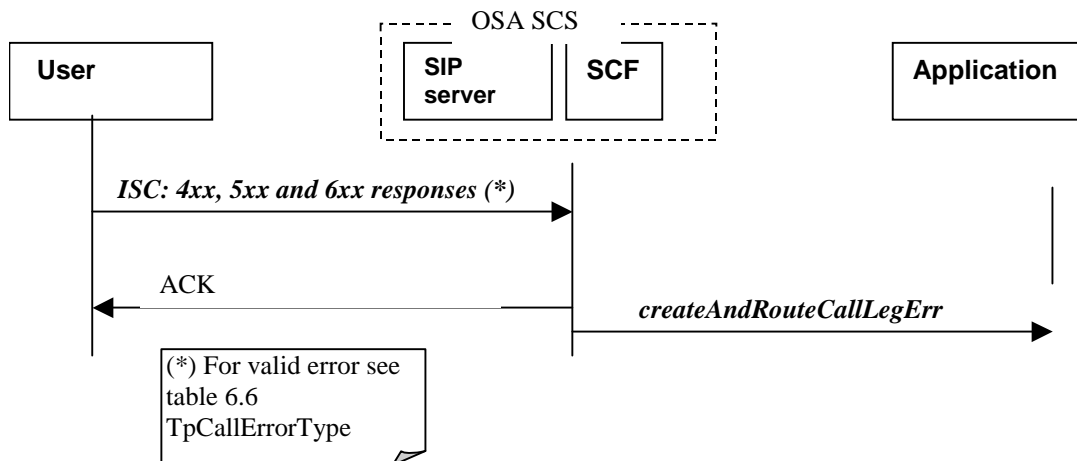 OSA SCS
User
SIP
server
SCF
Application
ISC: 4xx, 5xx and 6xx responses (*)
ACK
createAndRouteCallLegErr
(*) For valid error see
table 6.6
TpCallErrorType